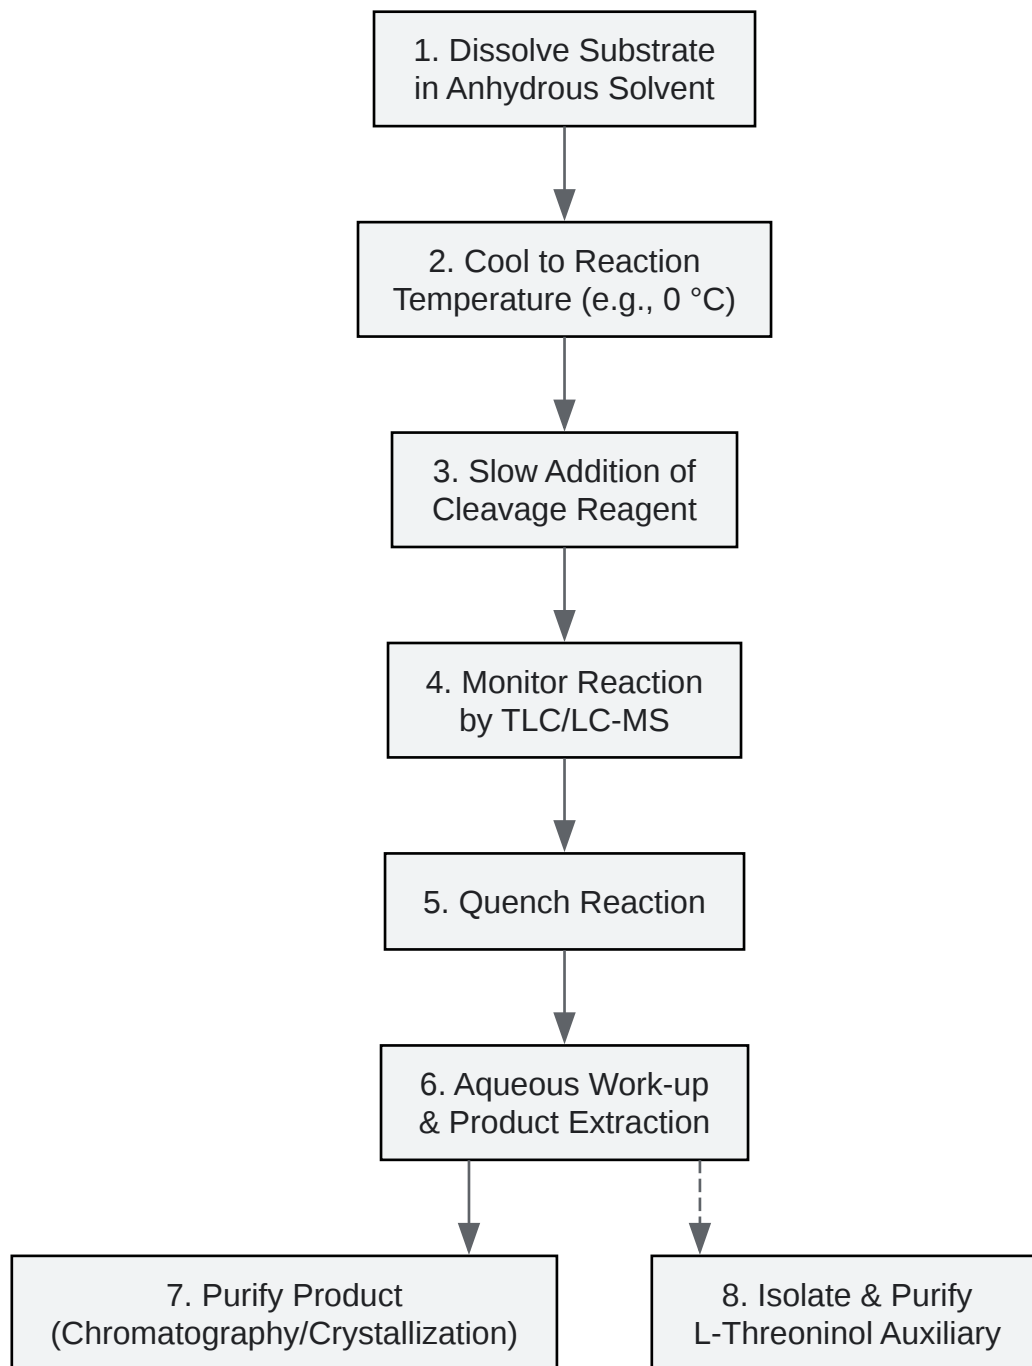 1. Dissolve Substrate
in Anhydrous Solvent
2. Cool to Reaction
Temperature (e.g., 0 °C)
3. Slow Addition of
Cleavage Reagent
4. Monitor Reaction
by TLC/LC-MS
5. Quench Reaction
6. Aqueous Work-up
& Product Extraction
7. Purify Product
(Chromatography/Crystallization)
8. Isolate & Purify
L-Threoninol Auxiliary